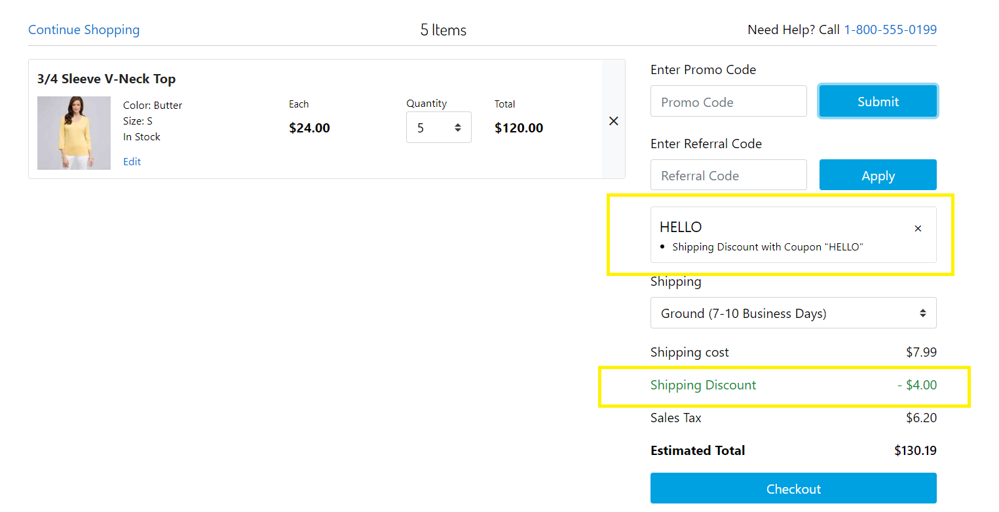 Continue Shopping
5 Items
Need Help? Call 1-800-555-0199
3/4 Sleeve V-Neck Top
Color: Butter
Size: S
In Stock
Edit
Each
$24.00
Quantity
5
Total
$120.00
×
Enter Promo Code
Promo Code
Submit
Enter Referral Code
Referral Code
Apply
HELLO
×
• Shipping Discount with Coupon "HELLO"
Shipping
Ground (7-10 Business Days)
Shipping cost $7.99
Shipping Discount - $4.00
Sales Tax $6.20
Estimated Total $130.19
Checkout